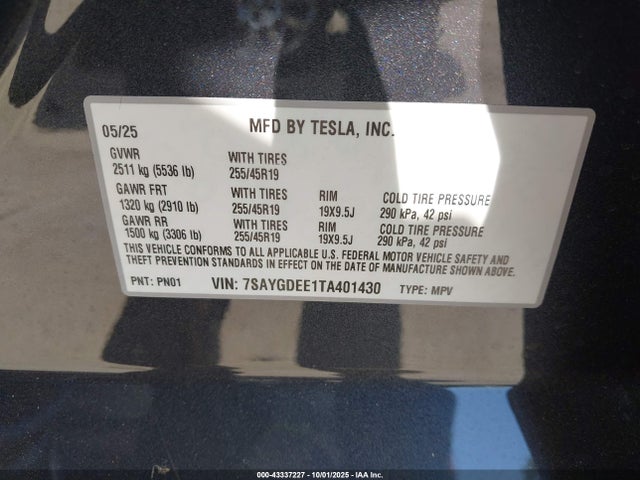 05/25 MFD BY TESLA, INC.
GVWR WITH TIRES
2511 kg (5536 lb) 255/45R19
GAWR FRT WITH TIRES RIM COLD TIRE PRESSURE
1320 kg (2910 lb) 255/45R19 19X9.5J 290 kPa, 42 psi
GAWR RR WITH TIRES RIM COLD TIRE PRESSURE
1500 kg (3306 lb) 255/45R19 19X9.5J 290 kPa, 42 psi
THIS VEHICLE CONFORMS TO ALL APPLICABLE U.S. FEDERAL MOTOR VEHICLE SAFETY AND
THEFT PREVENTION STANDARDS IN EFFECT ON THE DATE OF MANUFACTURE SHOWN ABOVE.
PNT: PN01 VIN: 7SAYGDEE1TA401430 TYPE: MPV
000-43337227 - 10/01/2025 - IAA Inc.